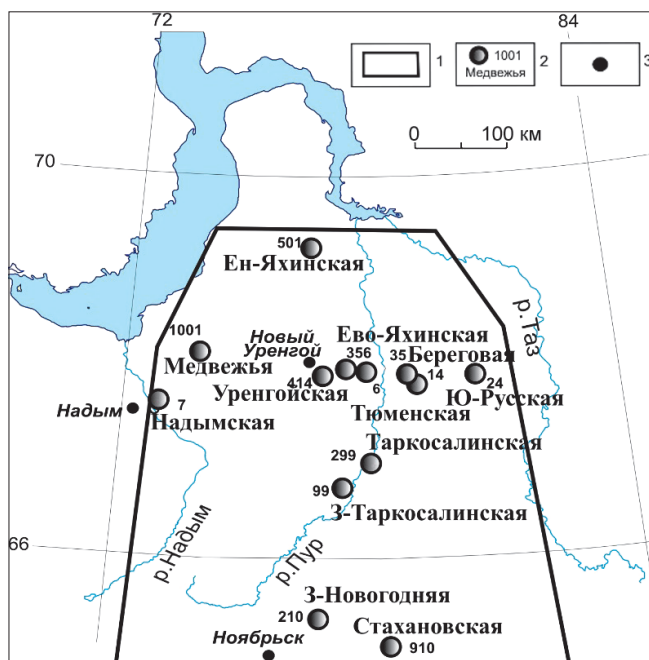 72
84
1
1001
Медвежья
2
3
0 100 км
70
501
Ен-Яхинская
р.Таз
1001
Медвежья
Новый
Уренгой
Ево-Яхинская
356
35
Береговая
414
Уренгойская
6
14
24
Тюменская
Ю-Русская
Надым
7
Надымская
Таркосалинская
299
99
З-Таркосалинская
66
р.Надым
р.Пур
З-Новогодняя
210
Ноябрьск
Стахановская
910